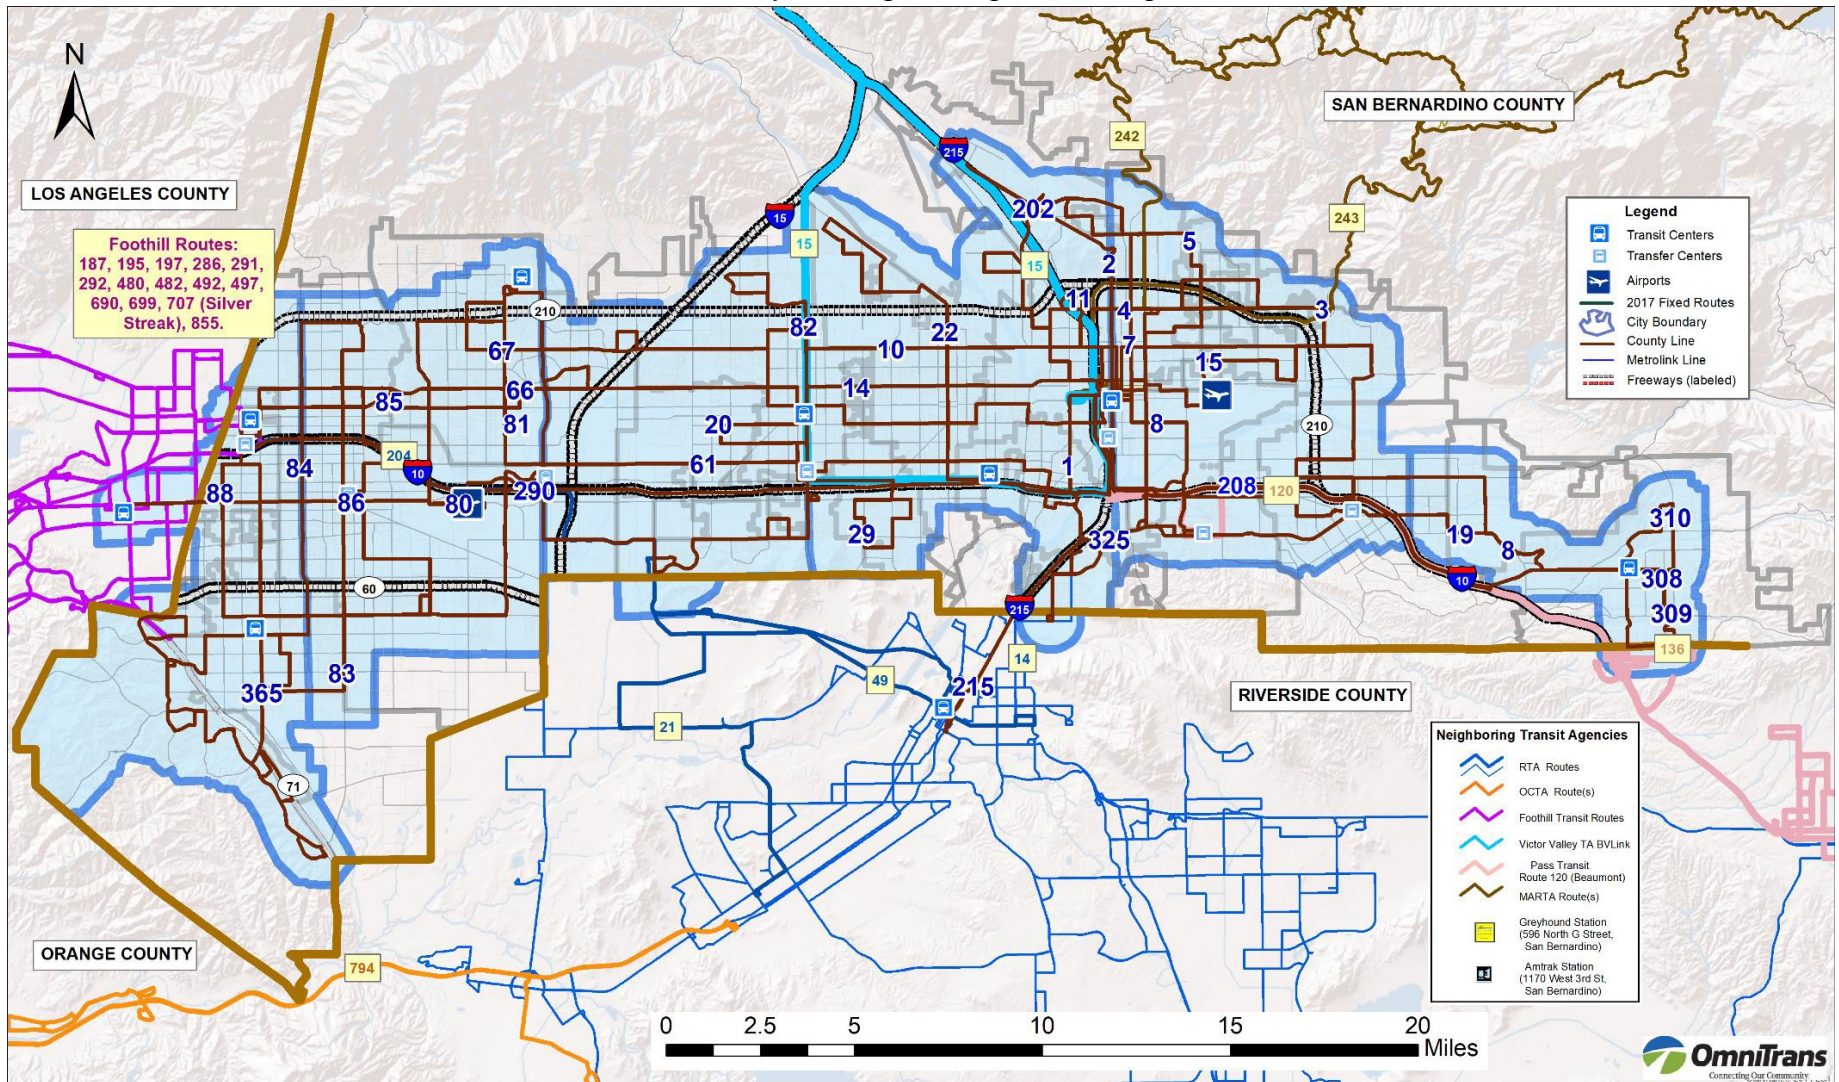 N
LOS ANGELES COUNTY
SAN BERNARDINO COUNTY
Foothill Routes:
187, 195, 197, 286, 291,
292, 480, 482, 492, 497,
690, 699, 707 (Silver
Streak), 855.
242
243
215
15
15
15
202
5
2
11
4
3
7
15
210
82
22
10
67
66
14
85
81
20
8
210
204
10
84
61
1
88
86
80
290
208
120
29
325
19
8
310
10
308
309
136
60
215
14
49
215
21
83
365
71
794
RIVERSIDE COUNTY
ORANGE COUNTY
Legend
Transit Centers
Transfer Centers
Airports
2017 Fixed Routes
City Boundary
County Line
Metrolink Line
Freeways (labeled)
Neighboring Transit Agencies
RTA Routes
OCTA Route(s)
Foothill Transit Routes
Victor Valley TA BVLink
Pass Transit
Route 120 (Beaumont)
MARTA Route(s)
Greyhound Station
(596 North G Street,
San Bernardino)
Amtrak Station
(1170 West 3rd St,
San Bernardino)
0 2.5 5 10 15 20
Miles
OmniTrans
Connecting Our Community.